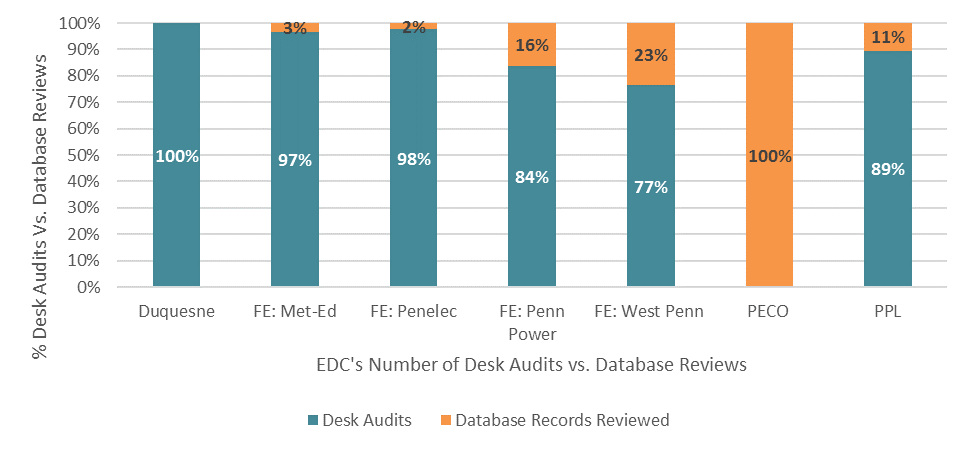 100%
90%
80%
70%
60%
50%
40%
30%
20%
10%
0%
% Desk Audits Vs. Database Reviews
3%
2%
16%
23%
11%
100%
97%
98%
84%
77%
100%
89%
Duquesne
FE: Met-Ed
FE: Penelec
FE: Penn
Power
FE: West Penn
PECO
PPL
EDC's Number of Desk Audits vs. Database Reviews
Desk Audits
Database Records Reviewed